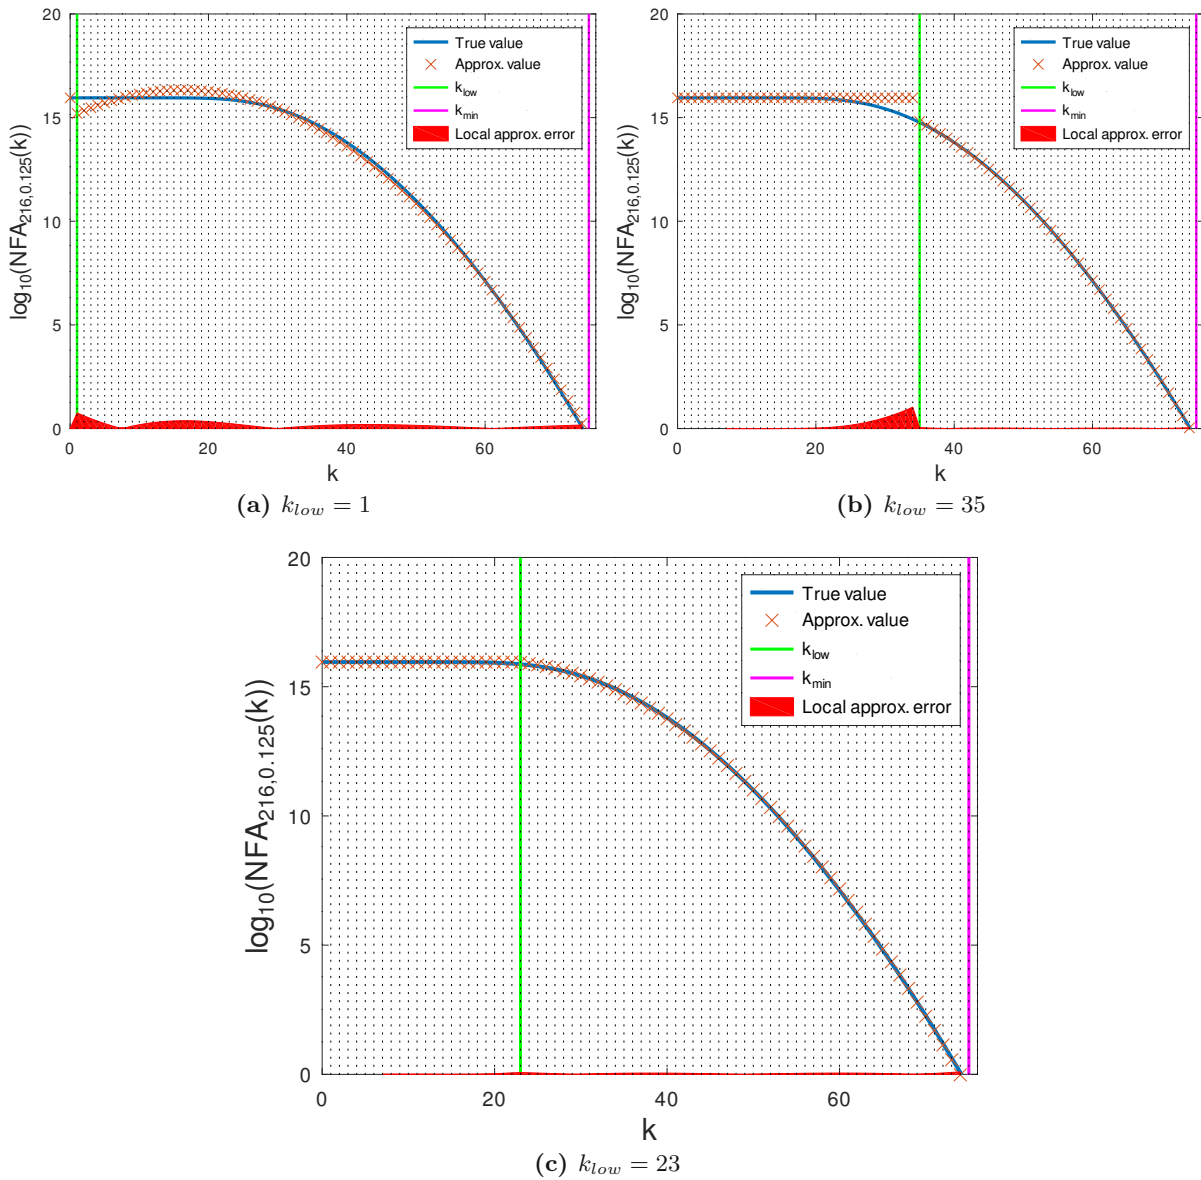 20
15
10
5
0
log10(NFA216,0.125(k))
0 20 40 60
k
True value
Approx. value
klow
kmin
Local approx. error
(a) klow = 1
20
15
10
5
0
log10(NFA216,0.125(k))
0 20 40 60
k
True value
Approx. value
klow
kmin
Local approx. error
(b) klow = 35
20
15
10
5
0
log10(NFA216,0.125(k))
0 20 40 60
k
True value
Approx. value
klow
kmin
Local approx. error
(c) klow = 23